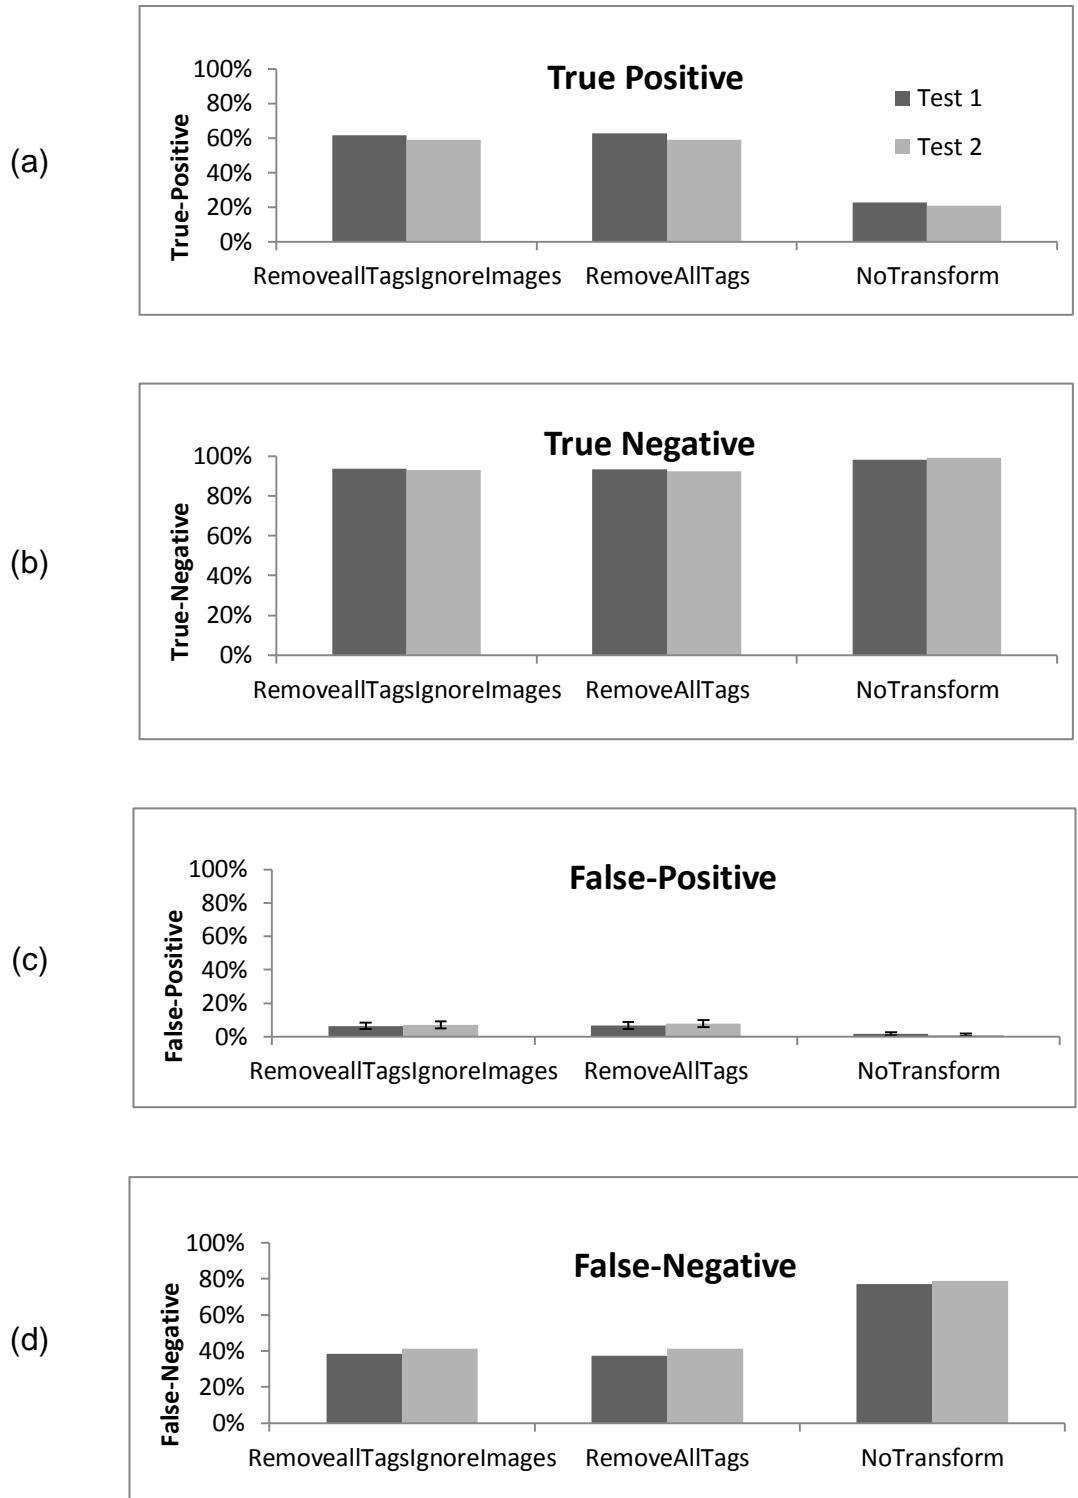 (a)
True Positive
True-Positive
100%
80%
60%
40%
20%
0%
Test 1
Test 2
RemoveallTagsIgnoreImages RemoveAllTags NoTransform
(b)
True Negative
True-Negative
100%
80%
60%
40%
20%
0%
RemoveallTagsIgnoreImages RemoveAllTags NoTransform
(c)
False-Positive
False-Positive
100%
80%
60%
40%
20%
0%
RemoveallTagsIgnoreImages RemoveAllTags NoTransform
(d)
False-Negative
False-Negative
100%
80%
60%
40%
20%
0%
RemoveallTagsIgnoreImages RemoveAllTags NoTransform